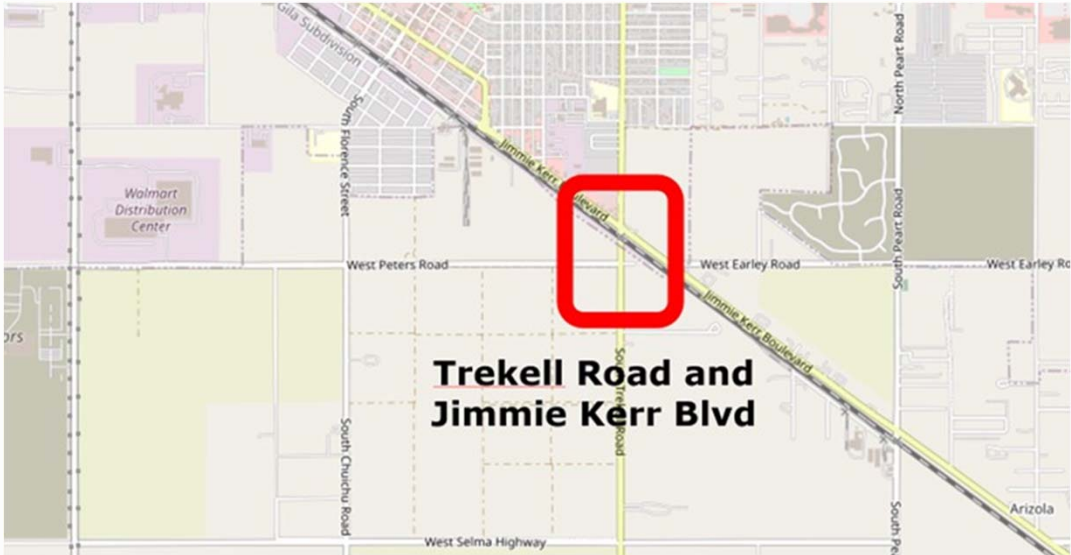 Gila Subdivision
North Peart Road
South Florence Street
Jimmie Kerr Boulevard
Walmart
Distribution
Center
South Peart Road
West Peters Road
West Earley Road
West Earley Ro
Jimmie Kerr Boulevard
ors
Trekell Road and
Jimmie Kerr Blvd
South Trekell Road
South Chuichu Road
South Pe
Arizola
West Selma Highway